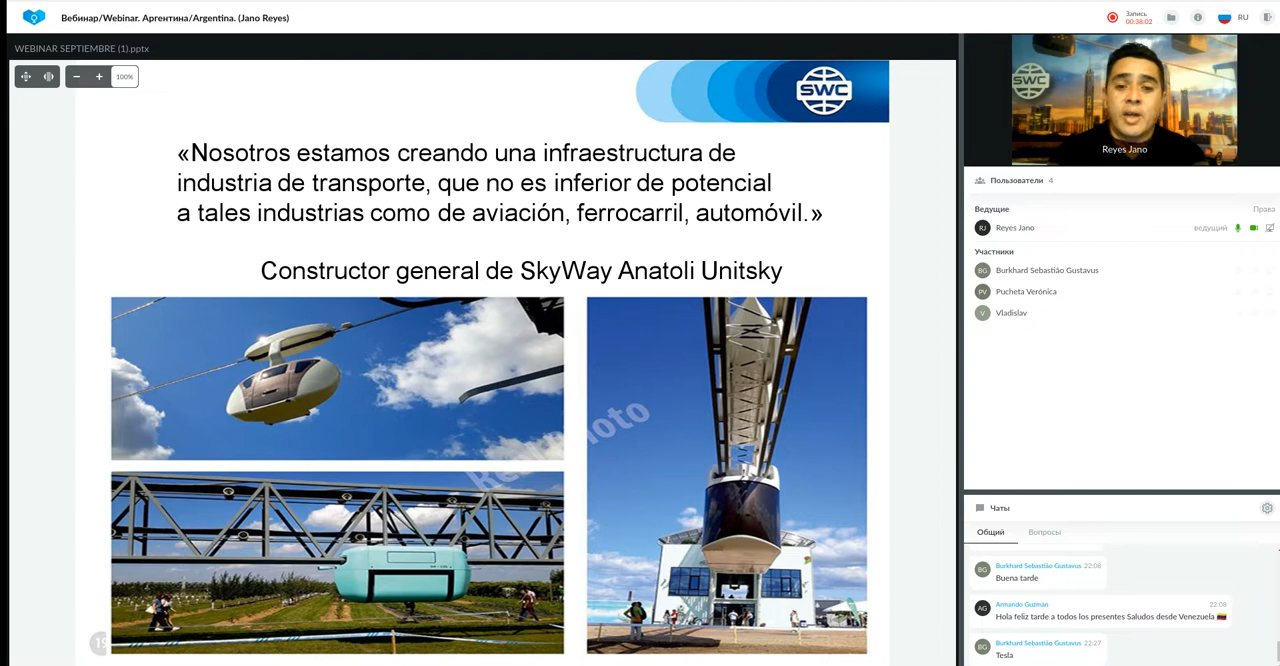 Вебинар/Webinar. Аргентина/Argentina. (Jano Reyes)
Запись
00:38:02
RU
WEBINAR SEPTIEMBRE (1).pptx
100%
SWC
«Nosotros estamos creando una infraestructura de
industria de transporte, que no es inferior de potencial
a tales industrias como de aviación, ferrocarril, automóvil.»
Constructor general de SkyWay Anatoli Unitsky
15
SWC
Reyes Jano
Пользователи 4
Ведущие
Права
RJ Reyes Jano ведущий
Участники
BG Burkhard Sebastião Gustavus
PV Pucheta Verónica
V Vladislav
Чаты
Общий Вопросы
Burkhard Sebastião Gustavus 22:08
BG Buena tarde
Armando Guzmán 22:08
AG Hola feliz tarde a todos los presentes Saludos desde Venezuela 🇻🇪
Burkhard Sebastião Gustavus 22:27
BG Tesla